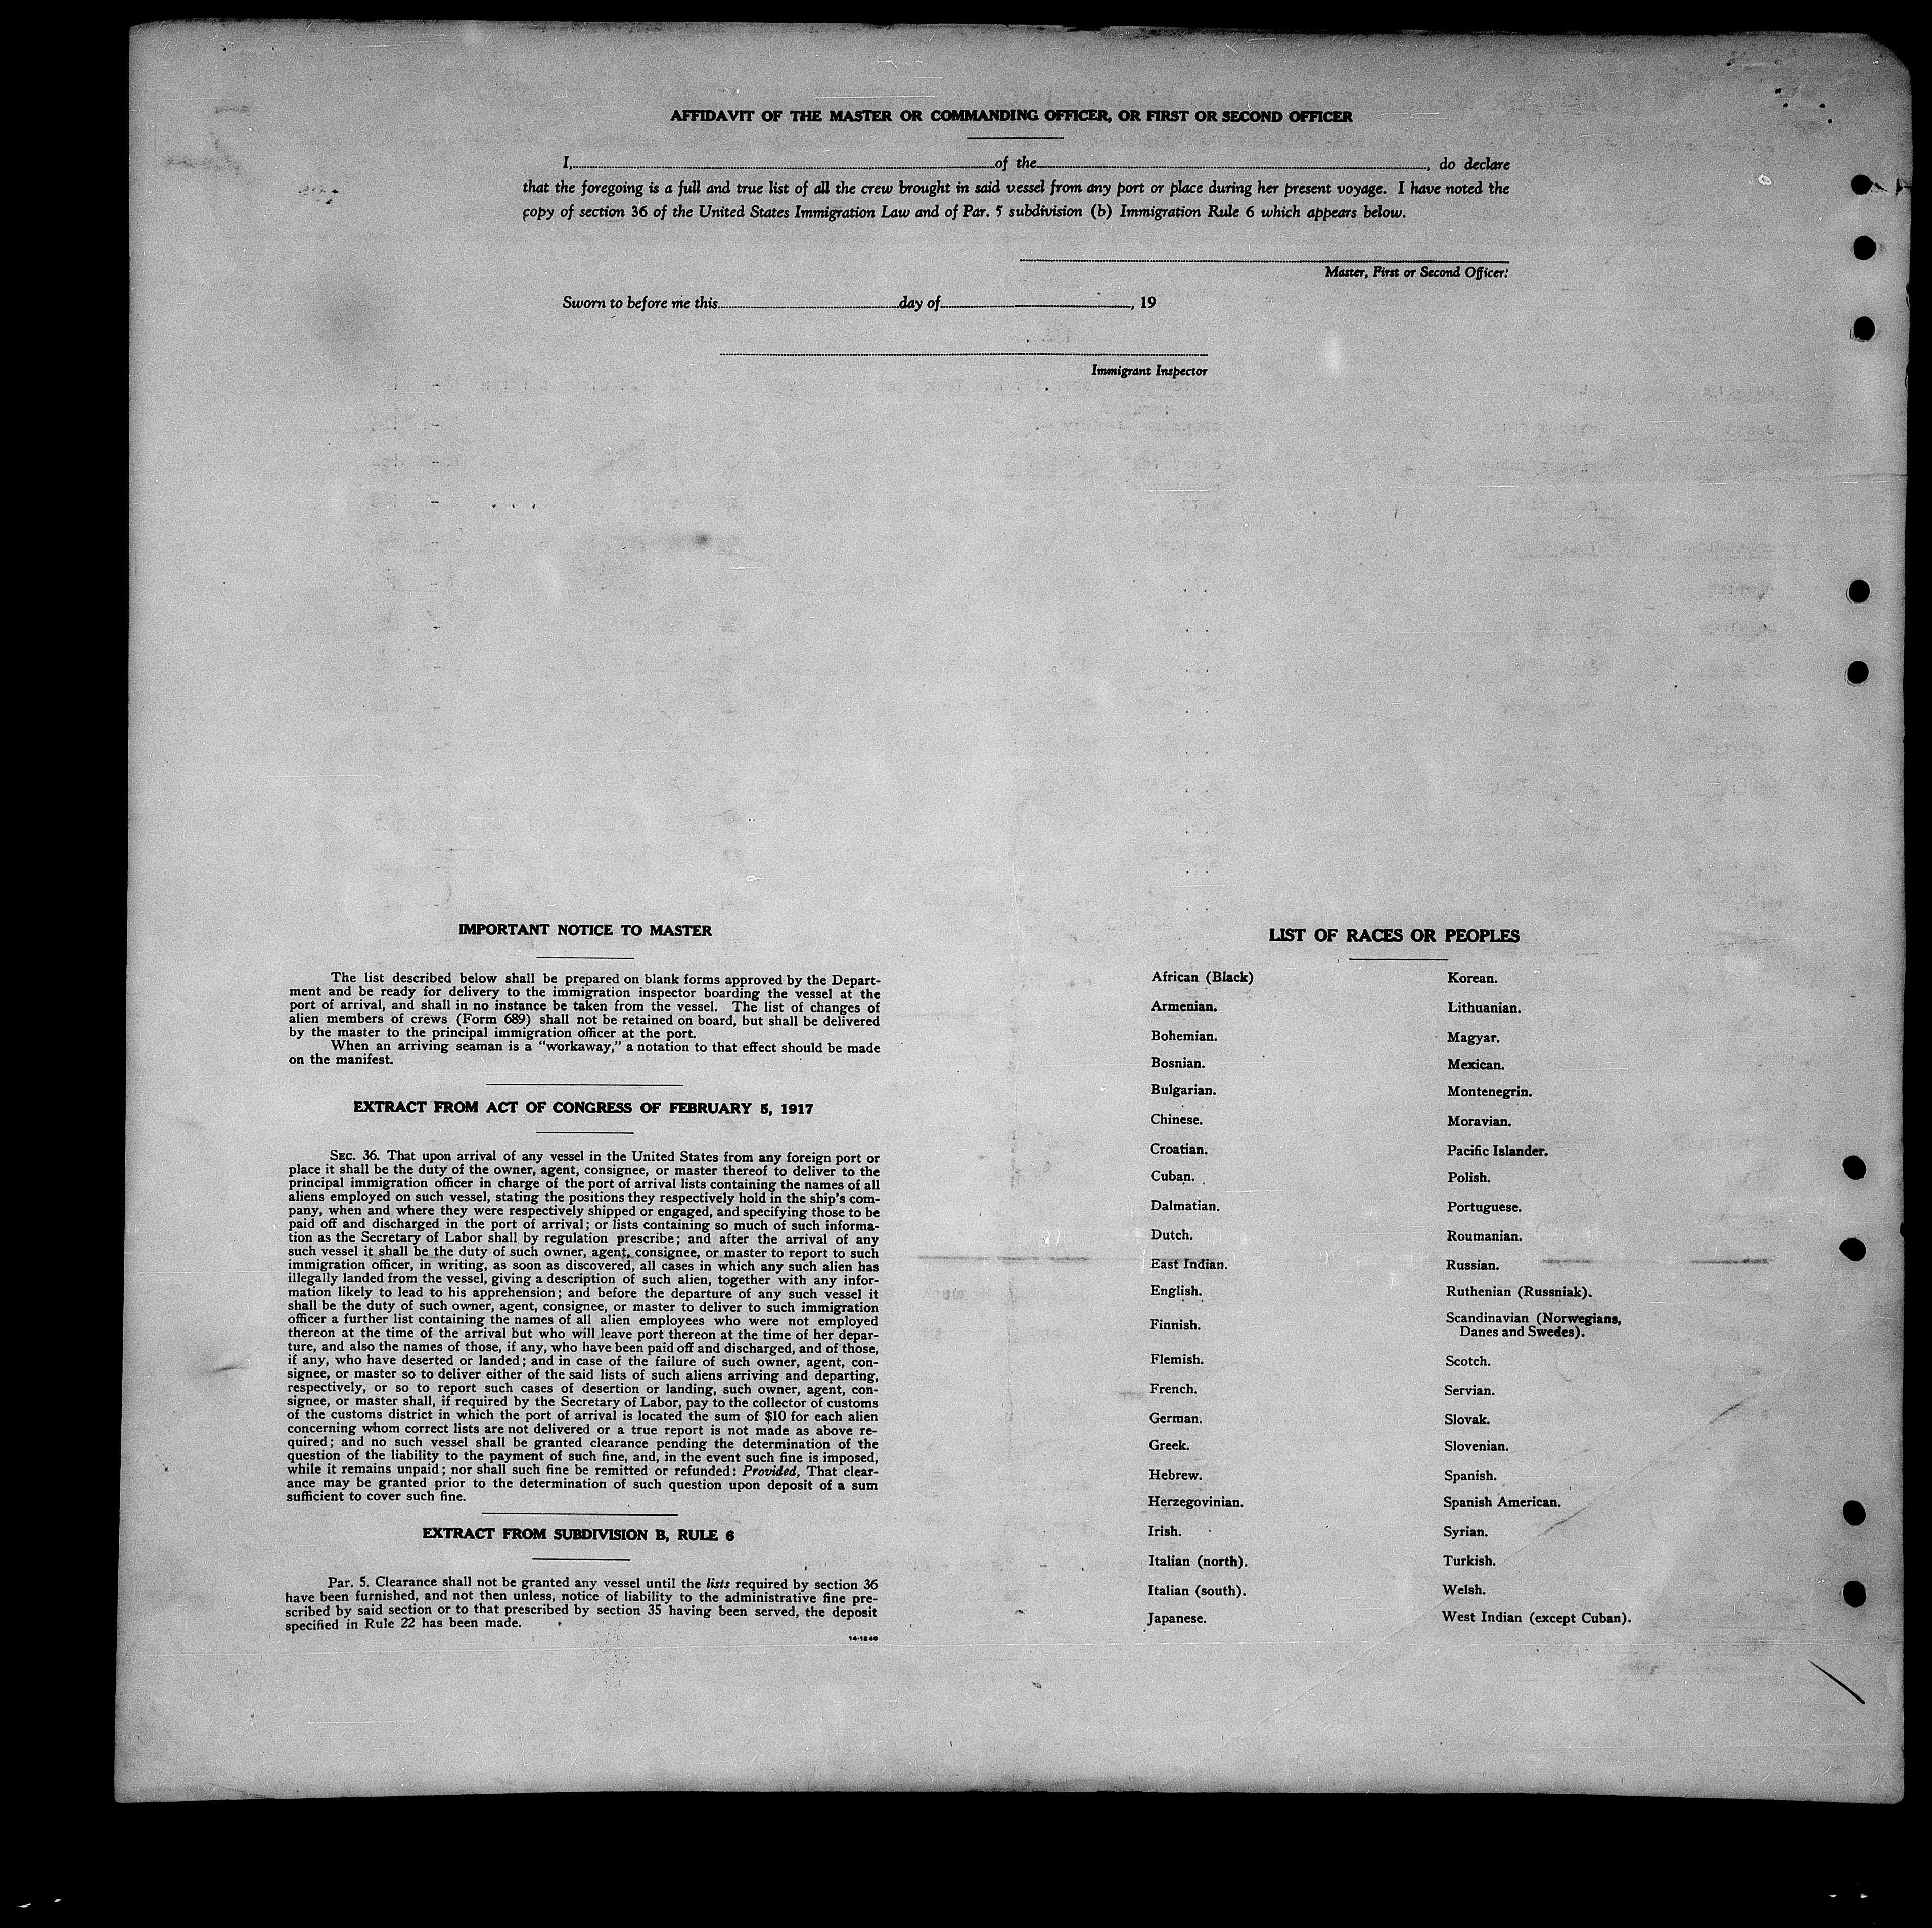 AFFIDAVIT OF THE MASTER OR COMMANDING OFFICER, OR FIRST OR SECOND OFFICER
I, of the , do declare
that the foregoing is a full and true list of all the crew brought in said vessel from any port or place during her present voyage. I have noted the
copy of section 36 of the United States Immigration Law and of Par. 5 subdivision (b) Immigration Rule 6 which appears below.
Master, First or Second Officer.
Sworn to before me this day of , 19
Immigrant Inspector
IMPORTANT NOTICE TO MASTER
The list described below shall be prepared on blank forms approved by the Depart-
ment and be ready for delivery to the immigration inspector boarding the vessel at the
port of arrival, and shall in no instance be taken from the vessel. The list of changes of
alien members of crews (Form 689) shall not be retained on board, but shall be delivered
by the master to the principal immigration officer at the port.
When an arriving seaman is a "workaway," a notation to that effect should be made
on the manifest.
EXTRACT FROM ACT OF CONGRESS OF FEBRUARY 5, 1917
SEC. 36. That upon arrival of any vessel in the United States from any foreign port or
place it shall be the duty of the owner, agent, consignee, or master thereof to deliver to the
principal immigration officer in charge of the port of arrival lists containing the names of all
aliens employed on such vessel, stating the positions they respectively hold in the ship's com-
pany, when and where they were respectively shipped or engaged, and specifying those to be
paid off and discharged in the port of arrival; or lists containing so much of such informa-
tion as the Secretary of Labor shall by regulation prescribe; and after the arrival of any
such vessel it shall be the duty of such owner, agent, consignee, or master to report to such
immigration officer, in writing, as soon as discovered, all cases in which any such alien has
illegally landed from the vessel, giving a description of such alien, together with any infor-
mation likely to lead to his apprehension; and before the departure of any such vessel it
shall be the duty of such owner, agent, consignee, or master to deliver to such immigration
officer a further list containing the names of all alien employees who were not employed
thereon at the time of the arrival but who will leave port thereon at the time of her depar-
ture, and also the names of those, if any, who have been paid off and discharged, and of those,
if any, who have deserted or landed; and in case of the failure of such owner, agent, con-
signee, or master so to deliver either of the said lists of such aliens arriving and departing,
respectively, or so to report such cases of desertion or landing, such owner, agent, con-
signee, or master shall, if required by the Secretary of Labor, pay to the collector of customs
of the customs district in which the port of arrival is located the sum of $10 for each alien
concerning whom correct lists are not delivered or a true report is not made as above re-
quired; and no such vessel shall be granted clearance pending the determination of the
question of the liability to the payment of such fine, and, in the event such fine is imposed,
while it remains unpaid; nor shall such fine be remitted or refunded: Provided, That clear-
ance may be granted prior to the determination of such question upon deposit of a sum
sufficient to cover such fine.
EXTRACT FROM SUBDIVISION B, RULE 6
Par. 5. Clearance shall not be granted any vessel until the lists required by section 36
have been furnished, and not then unless, notice of liability to the administrative fine pre-
scribed by said section or to that prescribed by section 35 having been served, the deposit
specified in Rule 22 has been made.
14-1240
LIST OF RACES OR PEOPLES
African (Black)
Armenian.
Bohemian.
Bosnian.
Bulgarian.
Chinese.
Croatian.
Cuban.
Dalmatian.
Dutch.
East Indian.
English.
Finnish.
Flemish.
French.
German.
Greek.
Hebrew.
Herzegovinian.
Irish.
Italian (north).
Italian (south).
Japanese.
Korean.
Lithuanian.
Magyar.
Mexican.
Montenegrin.
Moravian.
Pacific Islander.
Polish.
Portuguese.
Roumanian.
Russian.
Ruthenian (Russniak).
Scandinavian (Norwegians,
Danes and Swedes).
Scotch.
Servian.
Slovak.
Slovenian.
Spanish.
Spanish American.
Syrian.
Turkish.
Welsh.
West Indian (except Cuban).